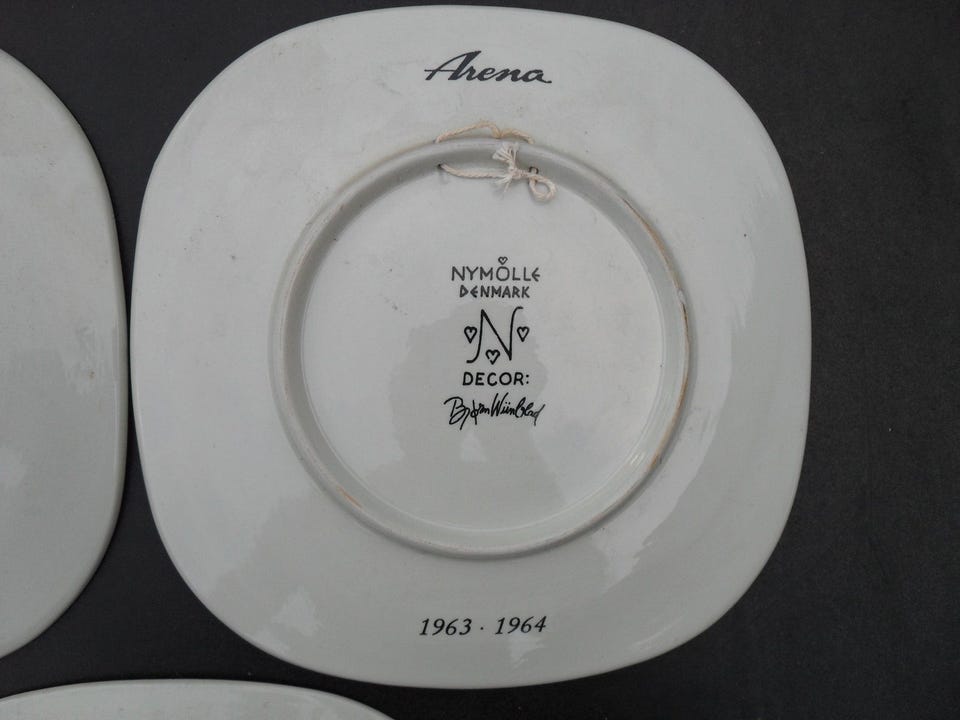 Arena
NYMÖLLE
DENMARK
N
DECOR:
Bjørn Wiinblad
1963 · 1964